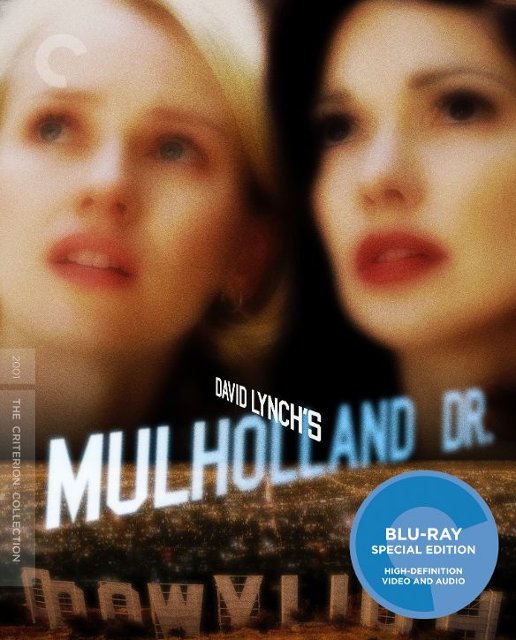 DAVID LYNCH'S
MULHOLLAND DR.
2001 THE CRITERION COLLECTION
BLU-RAY
SPECIAL EDITION
HIGH-DEFINITION
VIDEO AND AUDIO